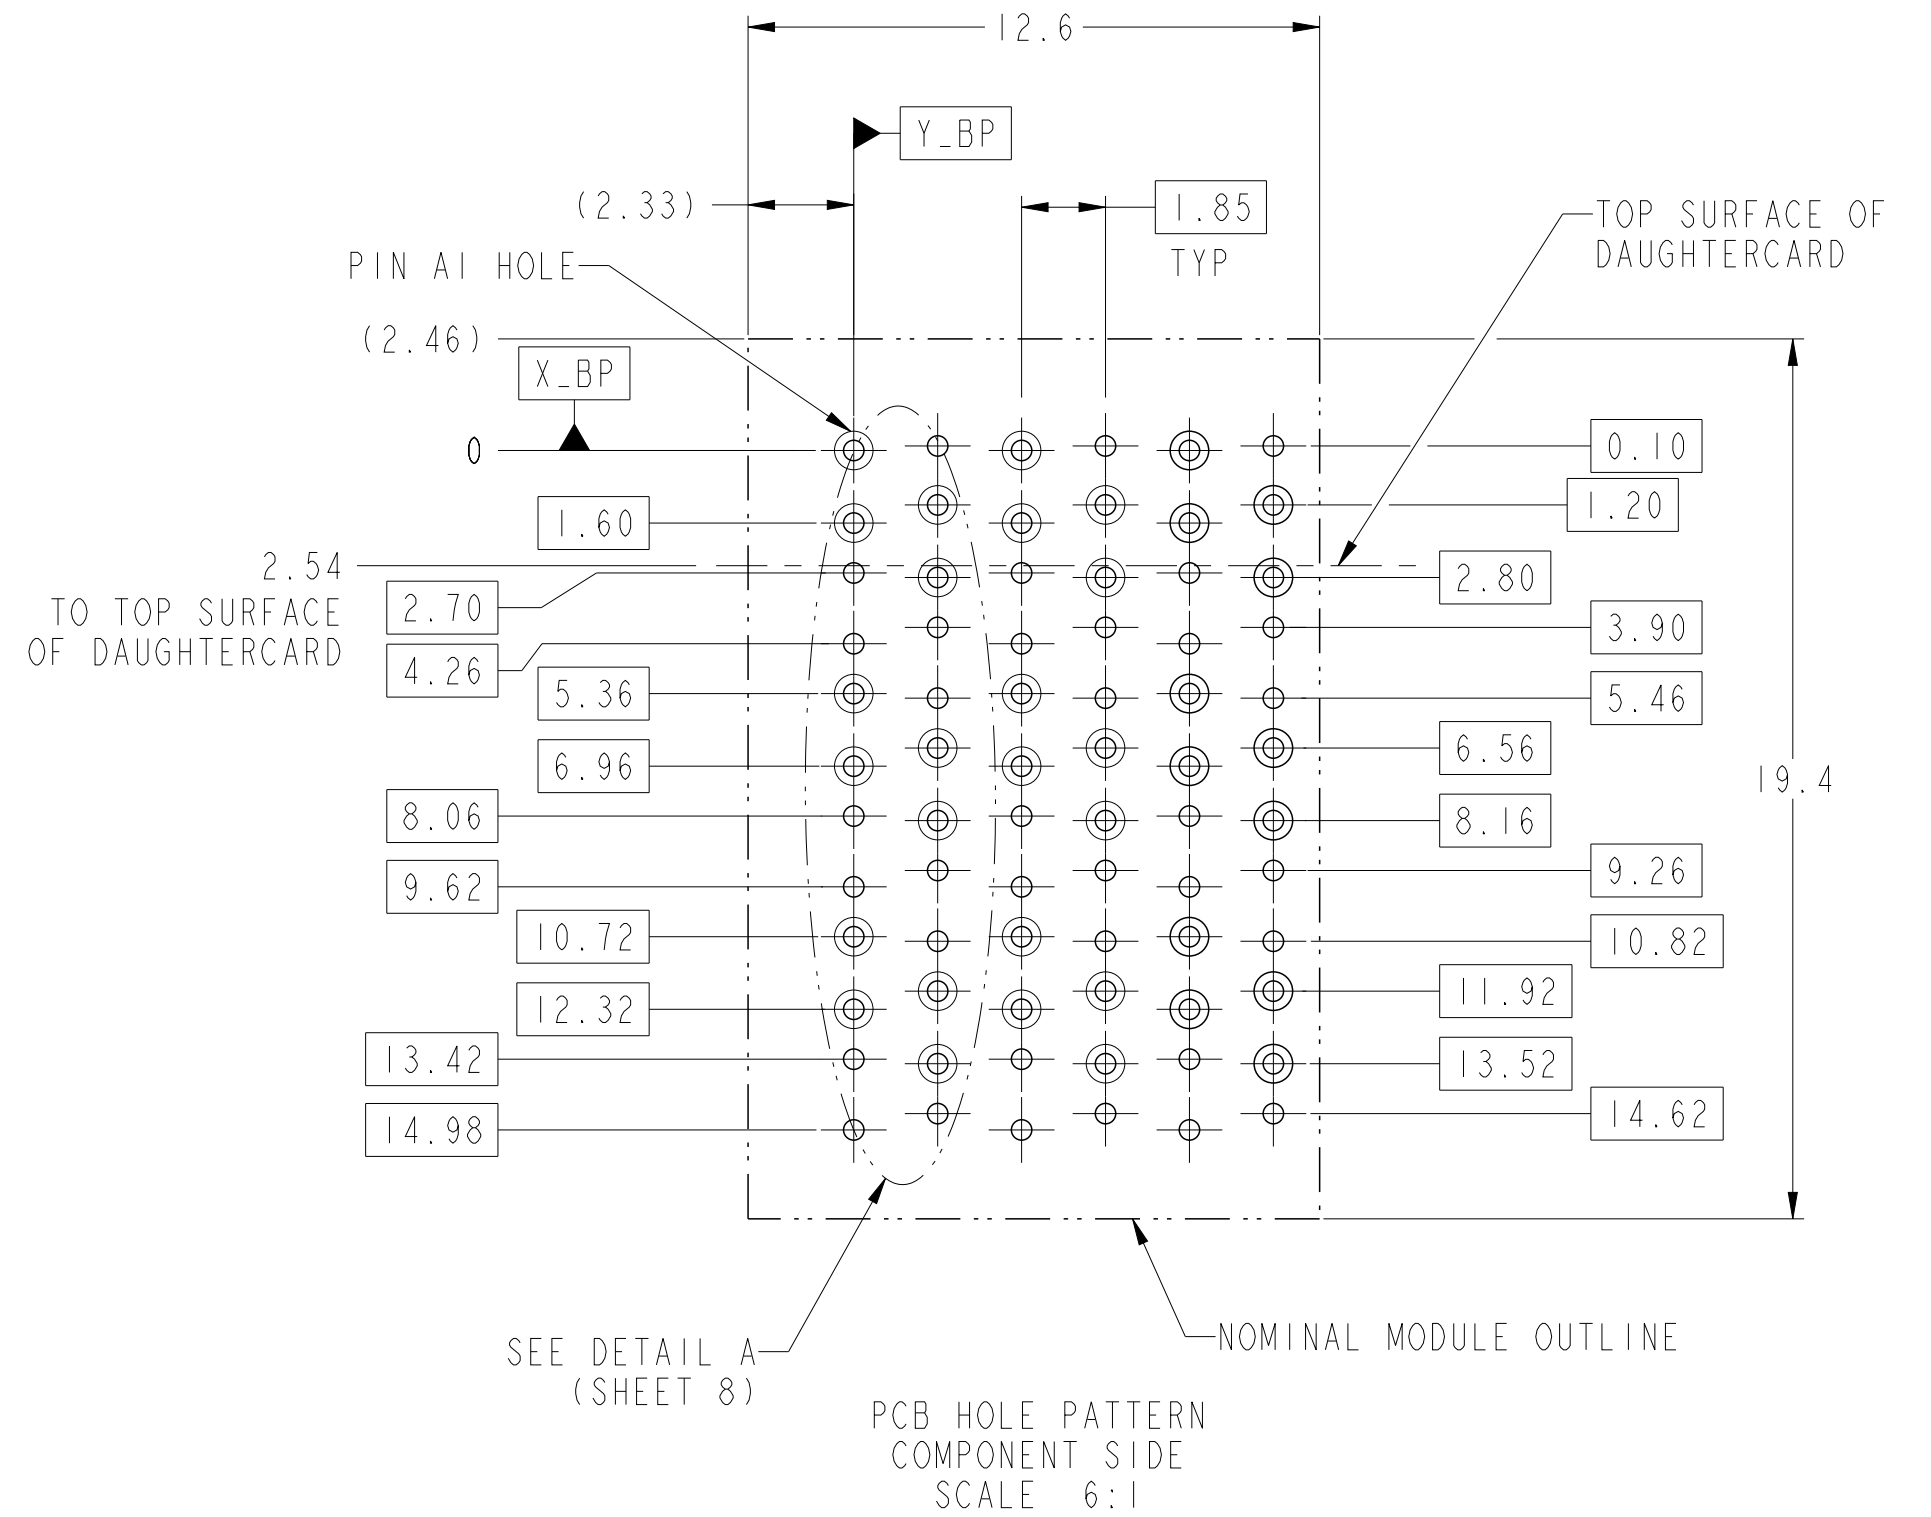 12.6
Y_BP
(2.33)
1.85
TYP
TOP SURFACE OF
DAUGHTERCARD
PIN A1 HOLE
(2.46)
X_BP
0
0.10
1.20
1.60
2.54
TO TOP SURFACE
OF DAUGHTERCARD
2.70
2.80
3.90
4.26
5.36
5.46
6.56
6.96
19.4
8.06
8.16
9.26
9.62
10.72
10.82
11.92
12.32
13.42
13.52
14.62
14.98
SEE DETAIL A
(SHEET 8)
NOMINAL MODULE OUTLINE
PCB HOLE PATTERN
COMPONENT SIDE
SCALE 6:1